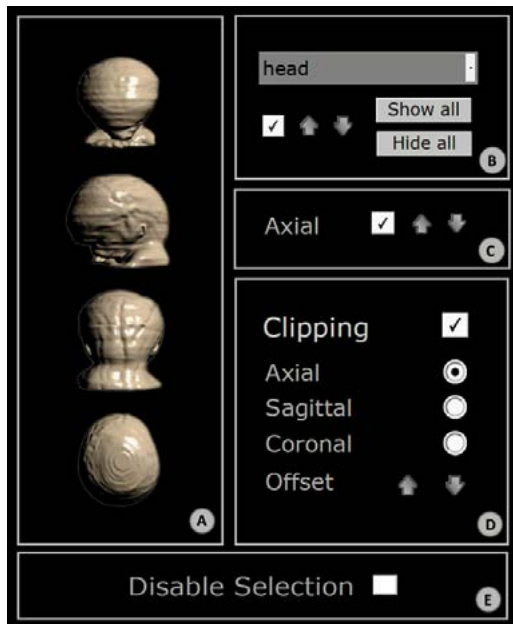 head
Show all
Hide all
B
Axial
C
Clipping
Axial
Sagittal
Coronal
Offset
A
D
Disable Selection
E